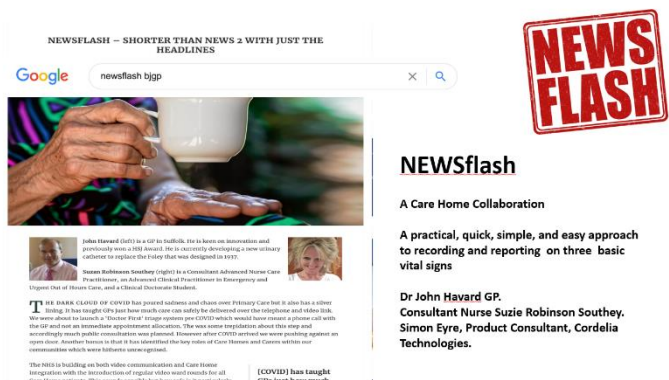 NEWSFLASH – SHORTER THAN NEWS 2 WITH JUST THE
HEADLINES
Google
newsflash bjgp
John Havard (left) is a GP in Suffolk. He is keen on innovation and
previously won a HSJ Award. He is currently developing a new urinary
catheter to replace the Foley that was designed in 1937.
Suzan Robinson Southey (right) is a Consultant Advanced Nurse Care
Practitioner, an Advanced Clinical Practitioner in Emergency and
Urgent Out of Hours Care, and a Clinical Doctorate Student.
THE DARK CLOUD OF COVID has poured sadness and chaos over Primary Care but it also has a silver
lining. It has taught GPs just how much care can safely be delivered over the telephone and video link.
We were about to launch a 'Doctor First' triage system pre COVID which would have meant a phone call with
the GP and not an immediate appointment allocation. The was some trepidation about this step and
accordingly much public consultation was planned. However after COVID arrived we were pushing against an
open door. Another bonus is that it has identified the key roles of Care Homes and Carers within our
communities which were hitherto unrecognised.
The NHS is building on both video communication and Care Home
integration with the introduction of regular video ward rounds for all
[COVID] has taught
NEWS
FLASH
NEWSflash
A Care Home Collaboration
A practical, quick, simple, and easy approach
to recording and reporting on three basic
vital signs
Dr John Havard GP.
Consultant Nurse Suzie Robinson Southey.
Simon Eyre, Product Consultant, Cordelia
Technologies.